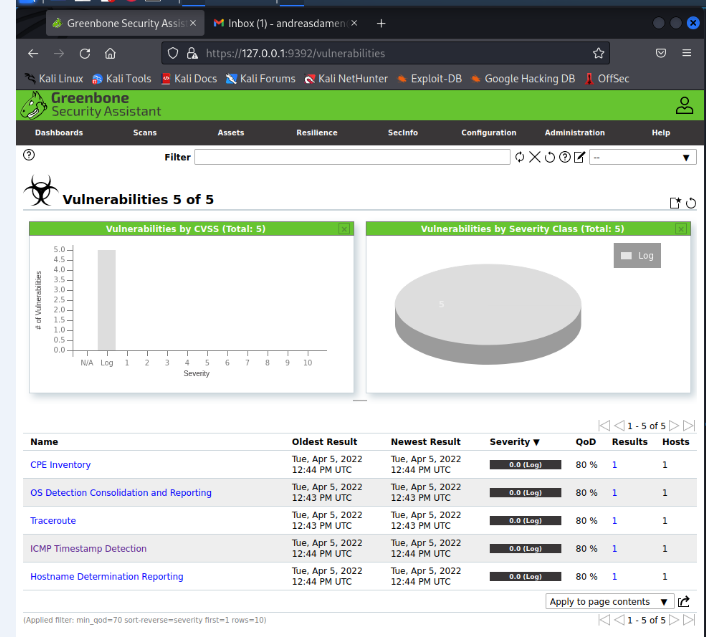 Greenbone Security Assis
Inbox (1) - andreasdamen
https://127.0.0.1:9392/vulnerabilities
Kali Linux Kali Tools Kali Docs Kali Forums Kali NetHunter Exploit-DB Google Hacking DB OffSec
Greenbone
Security Assistant
Dashboards Scans Assets Resilience SecInfo Configuration Administration Help
Filter --
Vulnerabilities 5 of 5
Vulnerabilities by CVSS (Total: 5)
5.0
4.5
4.0
3.5
3.0
2.5
2.0
1.5
1.0
0.5
0.0
# of Vulnerabilities
N/A Log 1 2 3 4 5 6 7 8 9 10
Severity
Vulnerabilities by Severity Class (Total: 5)
Log
5
1 - 5 of 5
Name Oldest Result Newest Result Severity ▼ QoD Results Hosts
CPE Inventory Tue, Apr 5, 2022 12:44 PM UTC Tue, Apr 5, 2022 12:44 PM UTC 0.0 (Log) 80 % 1 1
OS Detection Consolidation and Reporting Tue, Apr 5, 2022 12:43 PM UTC Tue, Apr 5, 2022 12:43 PM UTC 0.0 (Log) 80 % 1 1
Traceroute Tue, Apr 5, 2022 12:43 PM UTC Tue, Apr 5, 2022 12:43 PM UTC 0.0 (Log) 80 % 1 1
ICMP Timestamp Detection Tue, Apr 5, 2022 12:44 PM UTC Tue, Apr 5, 2022 12:44 PM UTC 0.0 (Log) 80 % 1 1
Hostname Determination Reporting Tue, Apr 5, 2022 12:44 PM UTC Tue, Apr 5, 2022 12:44 PM UTC 0.0 (Log) 80 % 1 1
Apply to page contents ▼
(Applied filter: min_qod=70 sort-reverse=severity first=1 rows=10)
1 - 5 of 5